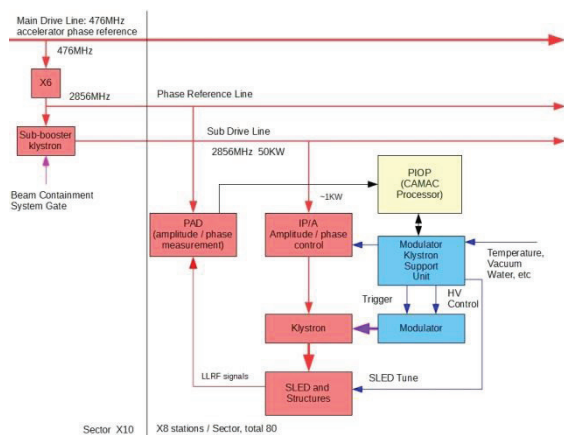 Main Drive Line: 476MHz
accelerator phase reference
476MHz
X6
2856MHz
Phase Reference Line
Sub-booster
klystron
Sub Drive Line
2856MHz 50KW
Beam Containment
System Gate
~1KW
PIOP
(CAMAC
Processor)
PAD
(amplitude / phase
measurement)
IP/A
Amplitude / phase
control
Modulator
Klystron
Support
Unit
Temperature,
Vacuum
Water, etc
Trigger
HV
Control
Klystron
Modulator
LLRF signals
SLED and
Structures
SLED Tune
Sector X10
X8 stations / Sector, total 80